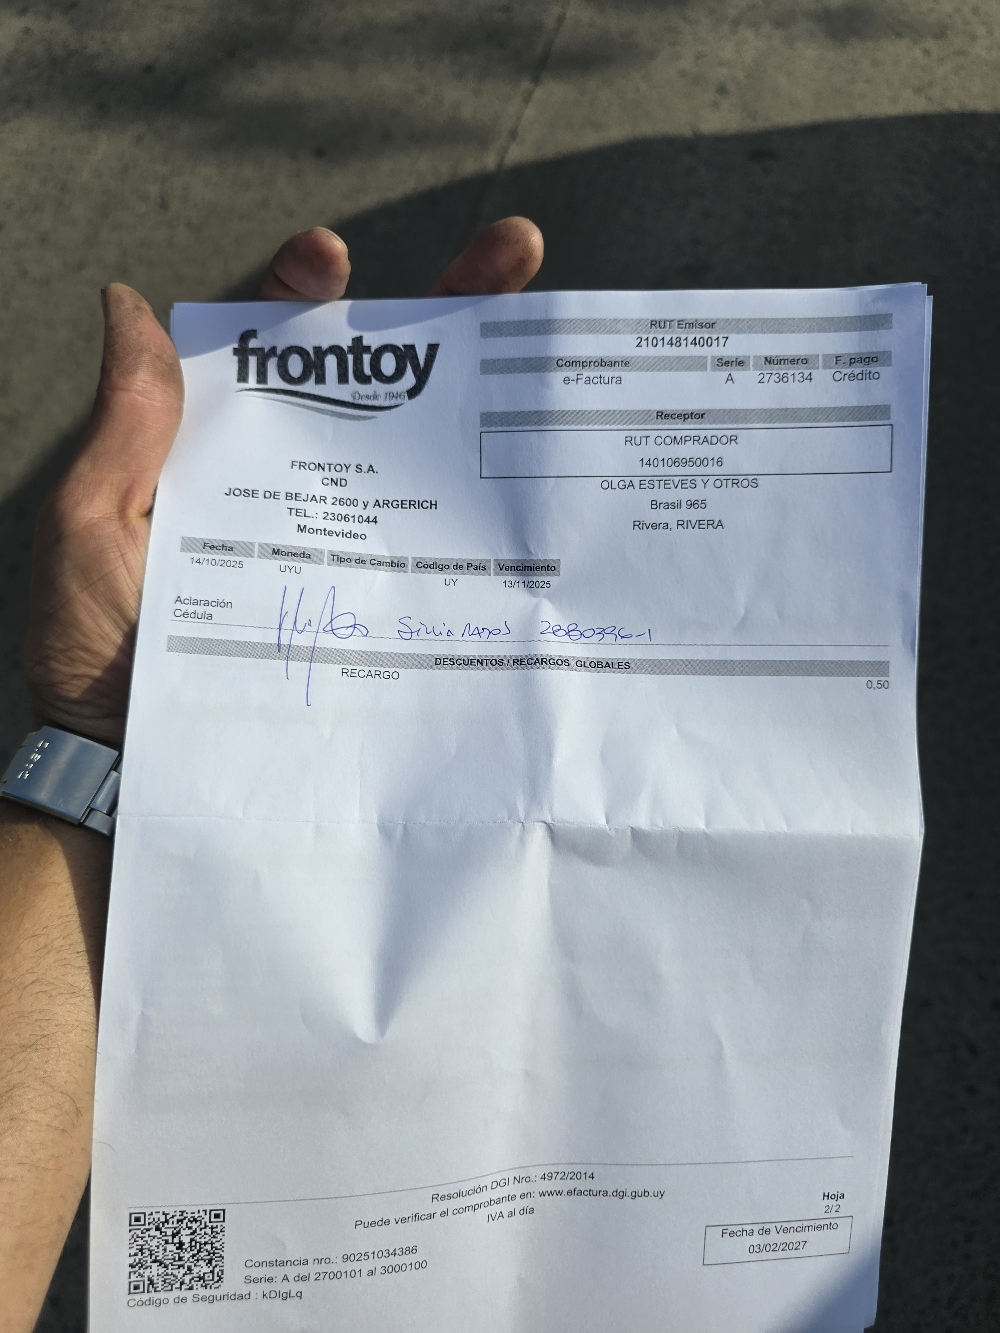 frontoy
Desde 1946
RUT Emisor
210148140017
Comprobante Serie Número F. pago
e-Factura A 2736134 Crédito
Receptor
RUT COMPRADOR
140106950016
OLGA ESTEVES Y OTROS
Brasil 965
Rivera, RIVERA
FRONTOY S.A.
CND
JOSE DE BEJAR 2600 y ARGERICH
TEL.: 23061044
Montevideo
Fecha Moneda Tipo de Cambio Código de País Vencimiento
14/10/2025 UYU UY 13/11/2025
Aclaración
Cédula
DESCUENTOS / RECARGOS GLOBALES
RECARGO 0,50
Resolución DGI Nro.: 4972/2014
Puede verificar el comprobante en: www.efactura.dgi.gub.uy
IVA al día
Hoja
2/2
Fecha de Vencimiento
03/02/2027
Constancia nro.: 90251034386
Serie: A del 2700101 al 3000100
Código de Seguridad : kDIgLq